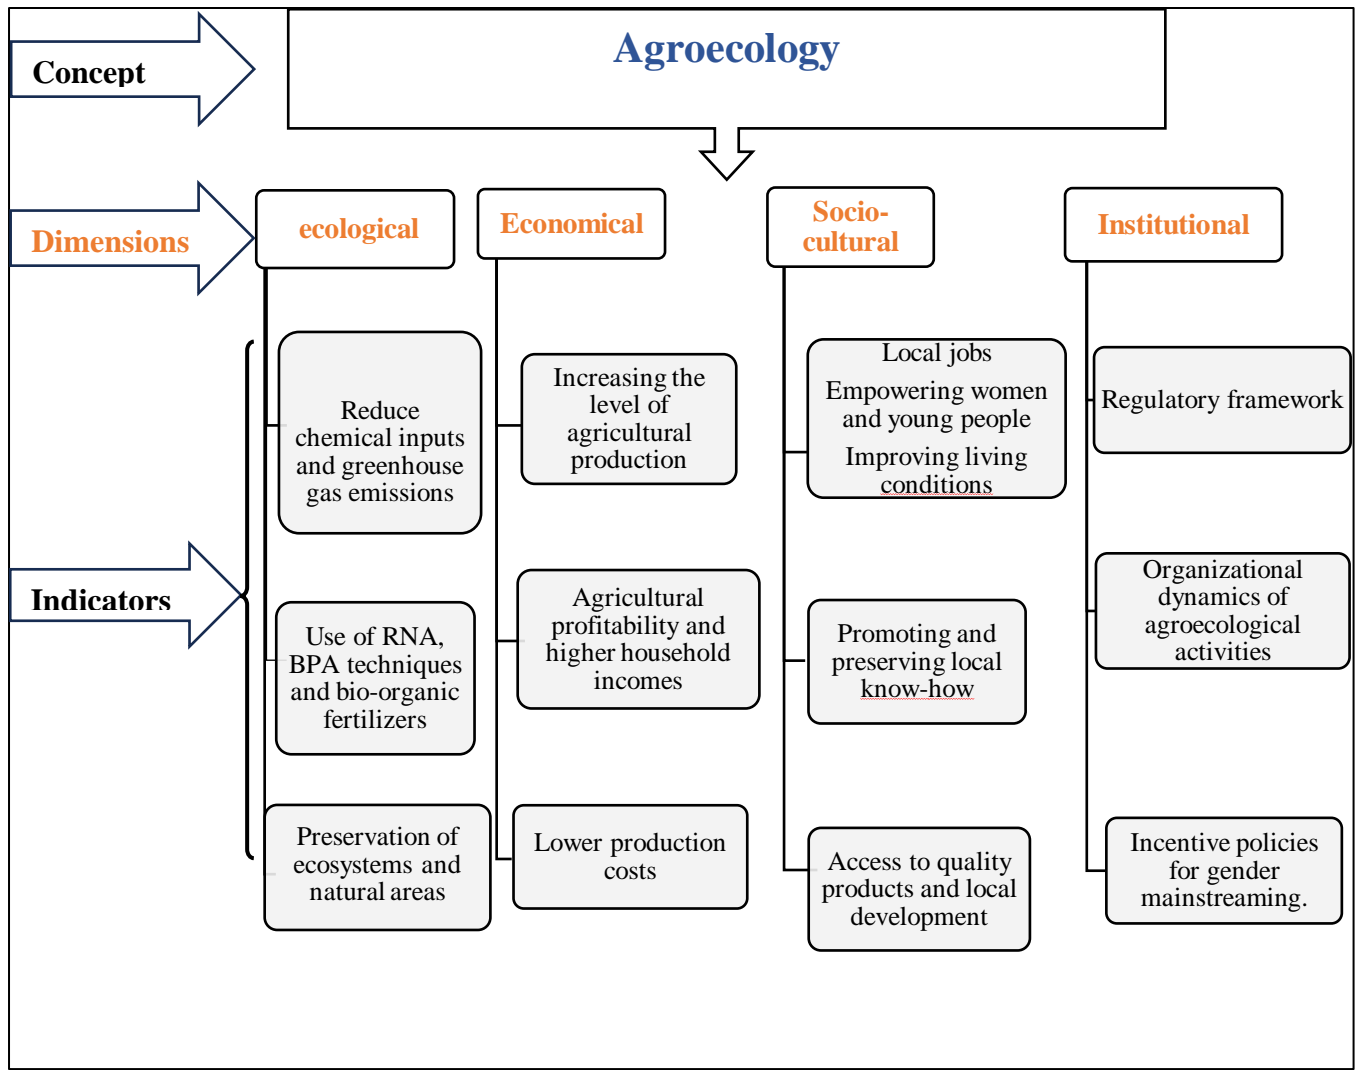 Concept
Agroecology
Dimensions
ecological
Economical
Socio-
cultural
Institutional
Indicators
Reduce
chemical inputs
and greenhouse
gas emissions
Use of RNA,
BPA techniques
and bio-organic
fertilizers
Preservation of
ecosystems and
natural areas
Increasing the
level of
agricultural
production
Agricultural
profitability and
higher household
incomes
Lower production
costs
Local jobs
Empowering women
and young people
Improving living
conditions
Promoting and
preserving local
know-how
Access to quality
products and local
development
Regulatory framework
Organizational
dynamics of
agroecological
activities
Incentive policies
for gender
mainstreaming.